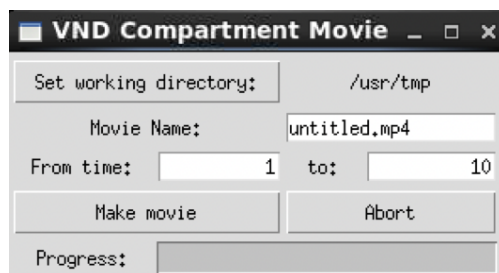 VND Compartment Movie
Set working directory: /usr/tmp
Movie Name: untitled.mp4
From time: 1 to: 10
Make movie Abort
Progress: